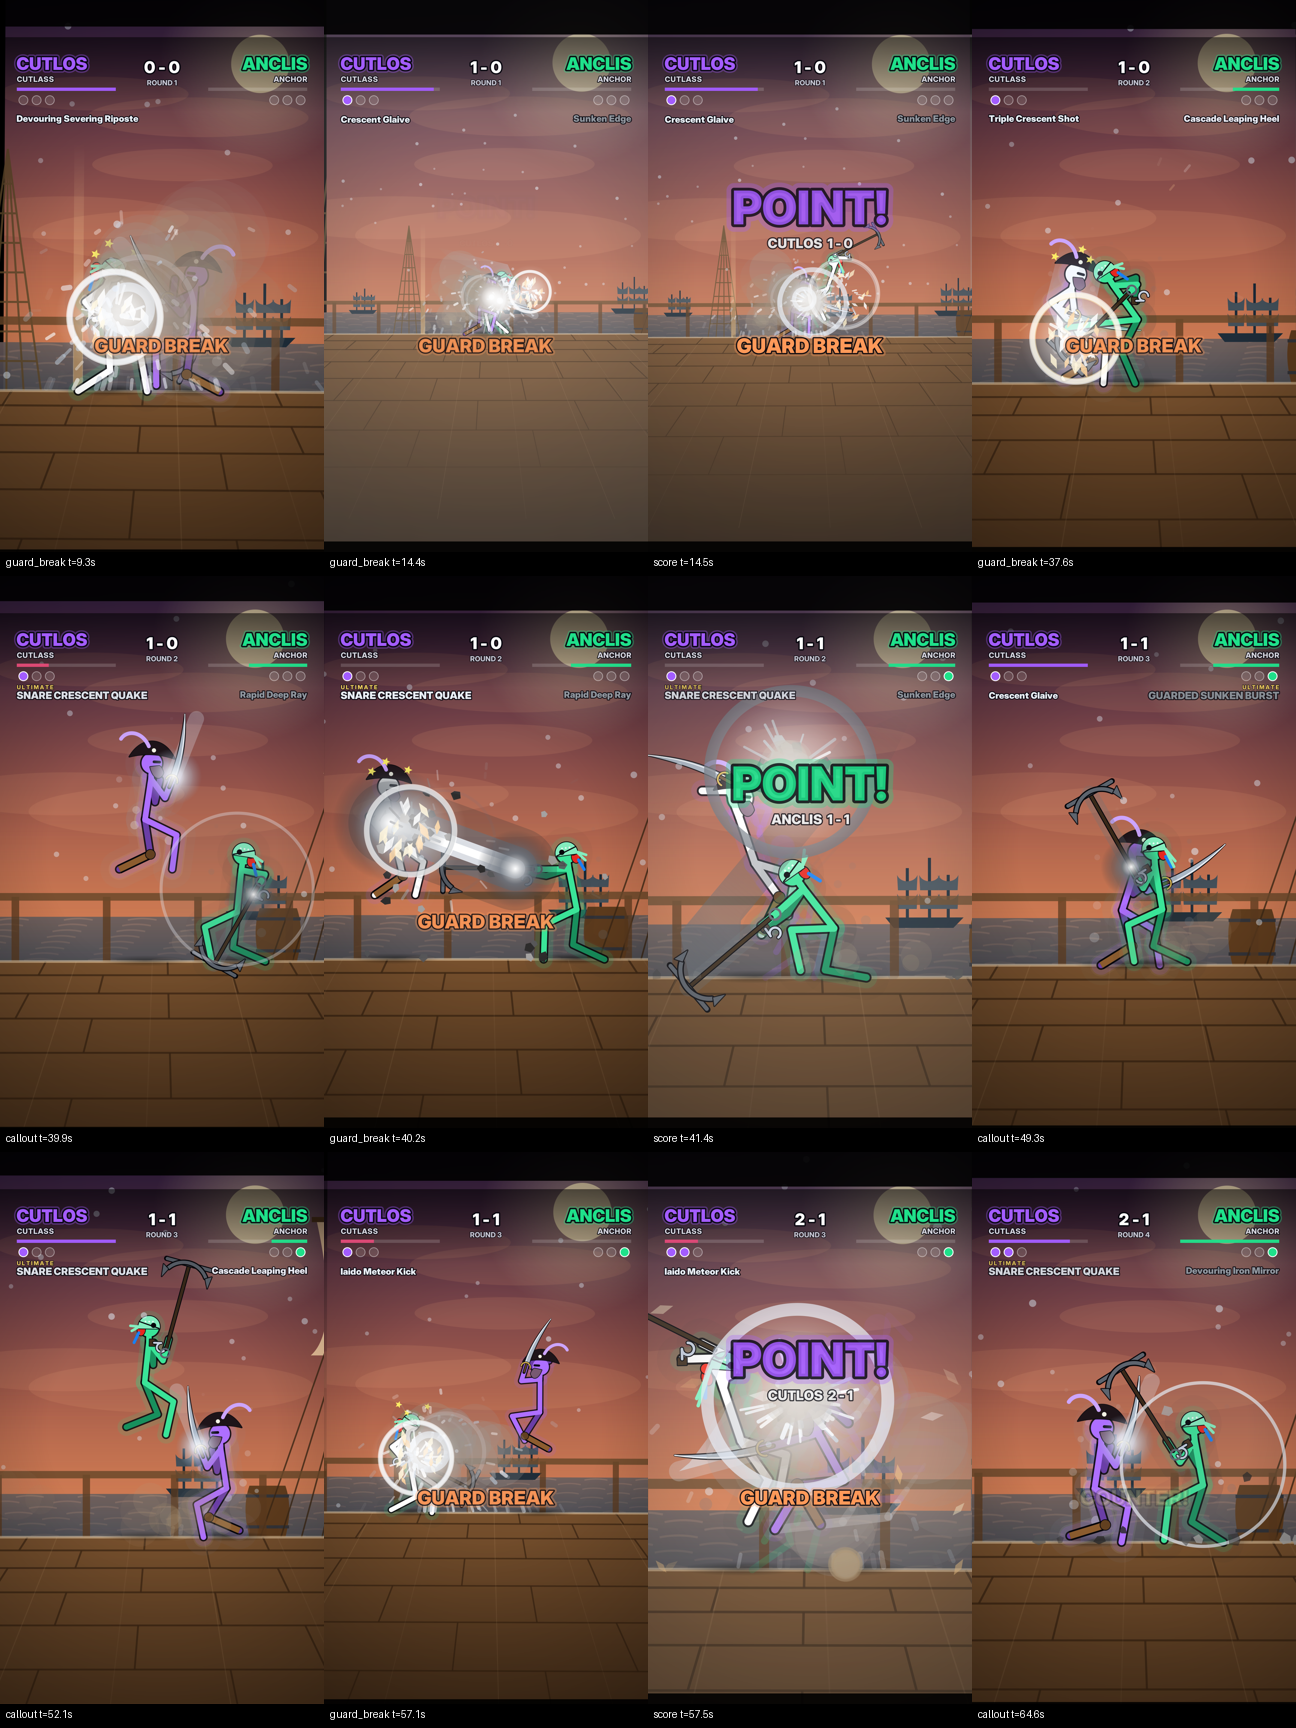 CUTLOS 0-0 ANCLIS
CUTLASS ROUND 1 ANCHOR
Devouring Severing Riposte
GUARD BREAK
guard_break t=9.3s
CUTLOS 1-0 ANCLIS
CUTLASS ROUND 1 ANCHOR
Crescent Glaive Sunken Edge
GUARD BREAK
guard_break t=14.4s
CUTLOS 1-0 ANCLIS
CUTLASS ROUND 1 ANCHOR
Crescent Glaive Sunken Edge
POINT!
CUTLOS 1-0
GUARD BREAK
score t=14.5s
CUTLOS 1-0 ANCLIS
CUTLASS ROUND 2 ANCHOR
Triple Crescent Shot Cascade Leaping Heel
GUARD BREAK
guard_break t=37.6s
CUTLOS 1-0 ANCLIS
CUTLASS ROUND 2 ANCHOR
ULTIMATE
SNARE CRESCENT QUAKE Rapid Deep Ray
callout t=39.9s
CUTLOS 1-0 ANCLIS
CUTLASS ROUND 2 ANCHOR
ULTIMATE
SNARE CRESCENT QUAKE Rapid Deep Ray
GUARD BREAK
guard_break t=40.2s
CUTLOS 1-1 ANCLIS
CUTLASS ROUND 2 ANCHOR
ULTIMATE
SNARE CRESCENT QUAKE Sunken Edge
POINT!
ANCLIS 1-1
score t=41.4s
CUTLOS 1-1 ANCLIS
CUTLASS ROUND 3 ANCHOR
ULTIMATE
Crescent Glaive GUARDED SUNKEN BURST
callout t=49.3s
CUTLOS 1-1 ANCLIS
CUTLASS ROUND 3 ANCHOR
ULTIMATE
SNARE CRESCENT QUAKE Cascade Leaping Heel
callout t=52.1s
CUTLOS 1-1 ANCLIS
CUTLASS ROUND 3 ANCHOR
Iaido Meteor Kick
GUARD BREAK
guard_break t=57.1s
CUTLOS 2-1 ANCLIS
CUTLASS ROUND 3 ANCHOR
Iaido Meteor Kick
POINT!
CUTLOS 2-1
GUARD BREAK
score t=57.5s
CUTLOS 2-1 ANCLIS
CUTLASS ROUND 4 ANCHOR
ULTIMATE
SNARE CRESCENT QUAKE Devouring Iron Mirror
COUNTER!
callout t=64.6s